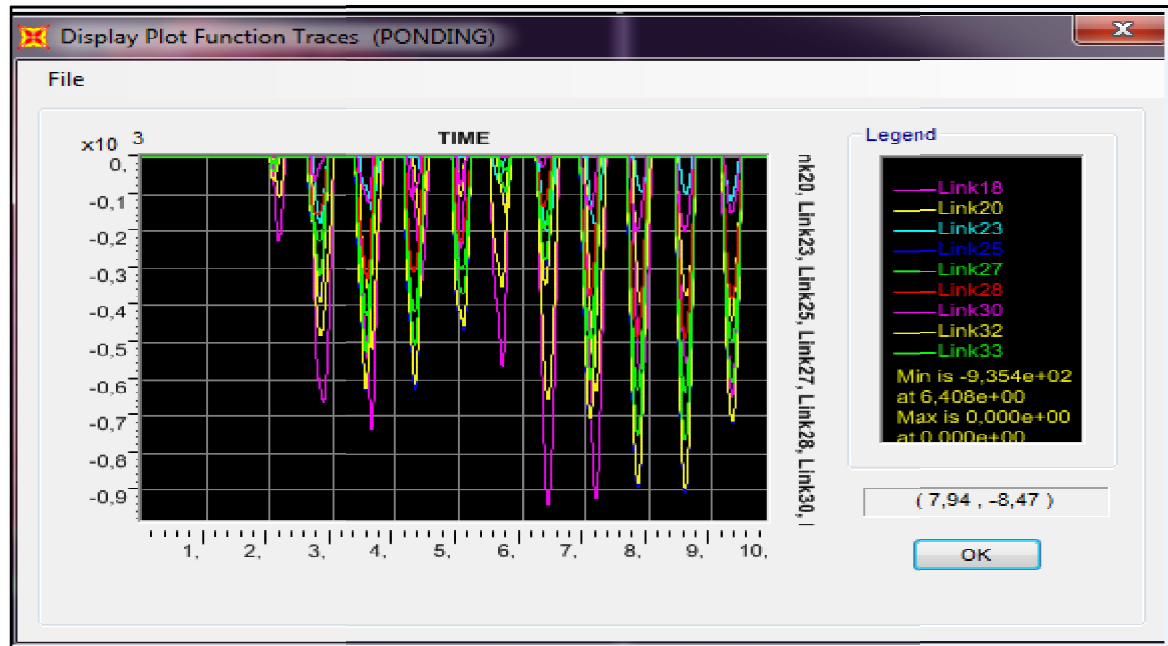 Display Plot Function Traces (PONDING)
File
x10 3
TIME
0,
-0,1
-0,2
-0,3
-0,4
-0,5
-0,6
-0,7
-0,8
-0,9
1, 2, 3, 4, 5, 6, 7, 8, 9, 10,
nk20, Link23, Link25, Link27, Link28, Link30, l
Legend
Link18
Link20
Link23
Link25
Link27
Link28
Link30
Link32
Link33
Min is -9,354e+02
at 6,408e+00
Max is 0,000e+00
at 0,000e+00
( 7,94 , -8,47 )
OK